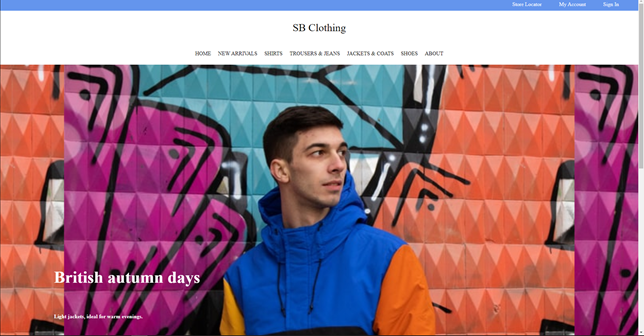 Store Locator My Account Sign In
SB Clothing
HOME NEW ARRIVALS SHIRTS TROUSERS & JEANS JACKETS & COATS SHOES ABOUT
British autumn days
Light jackets, ideal for warm evenings.